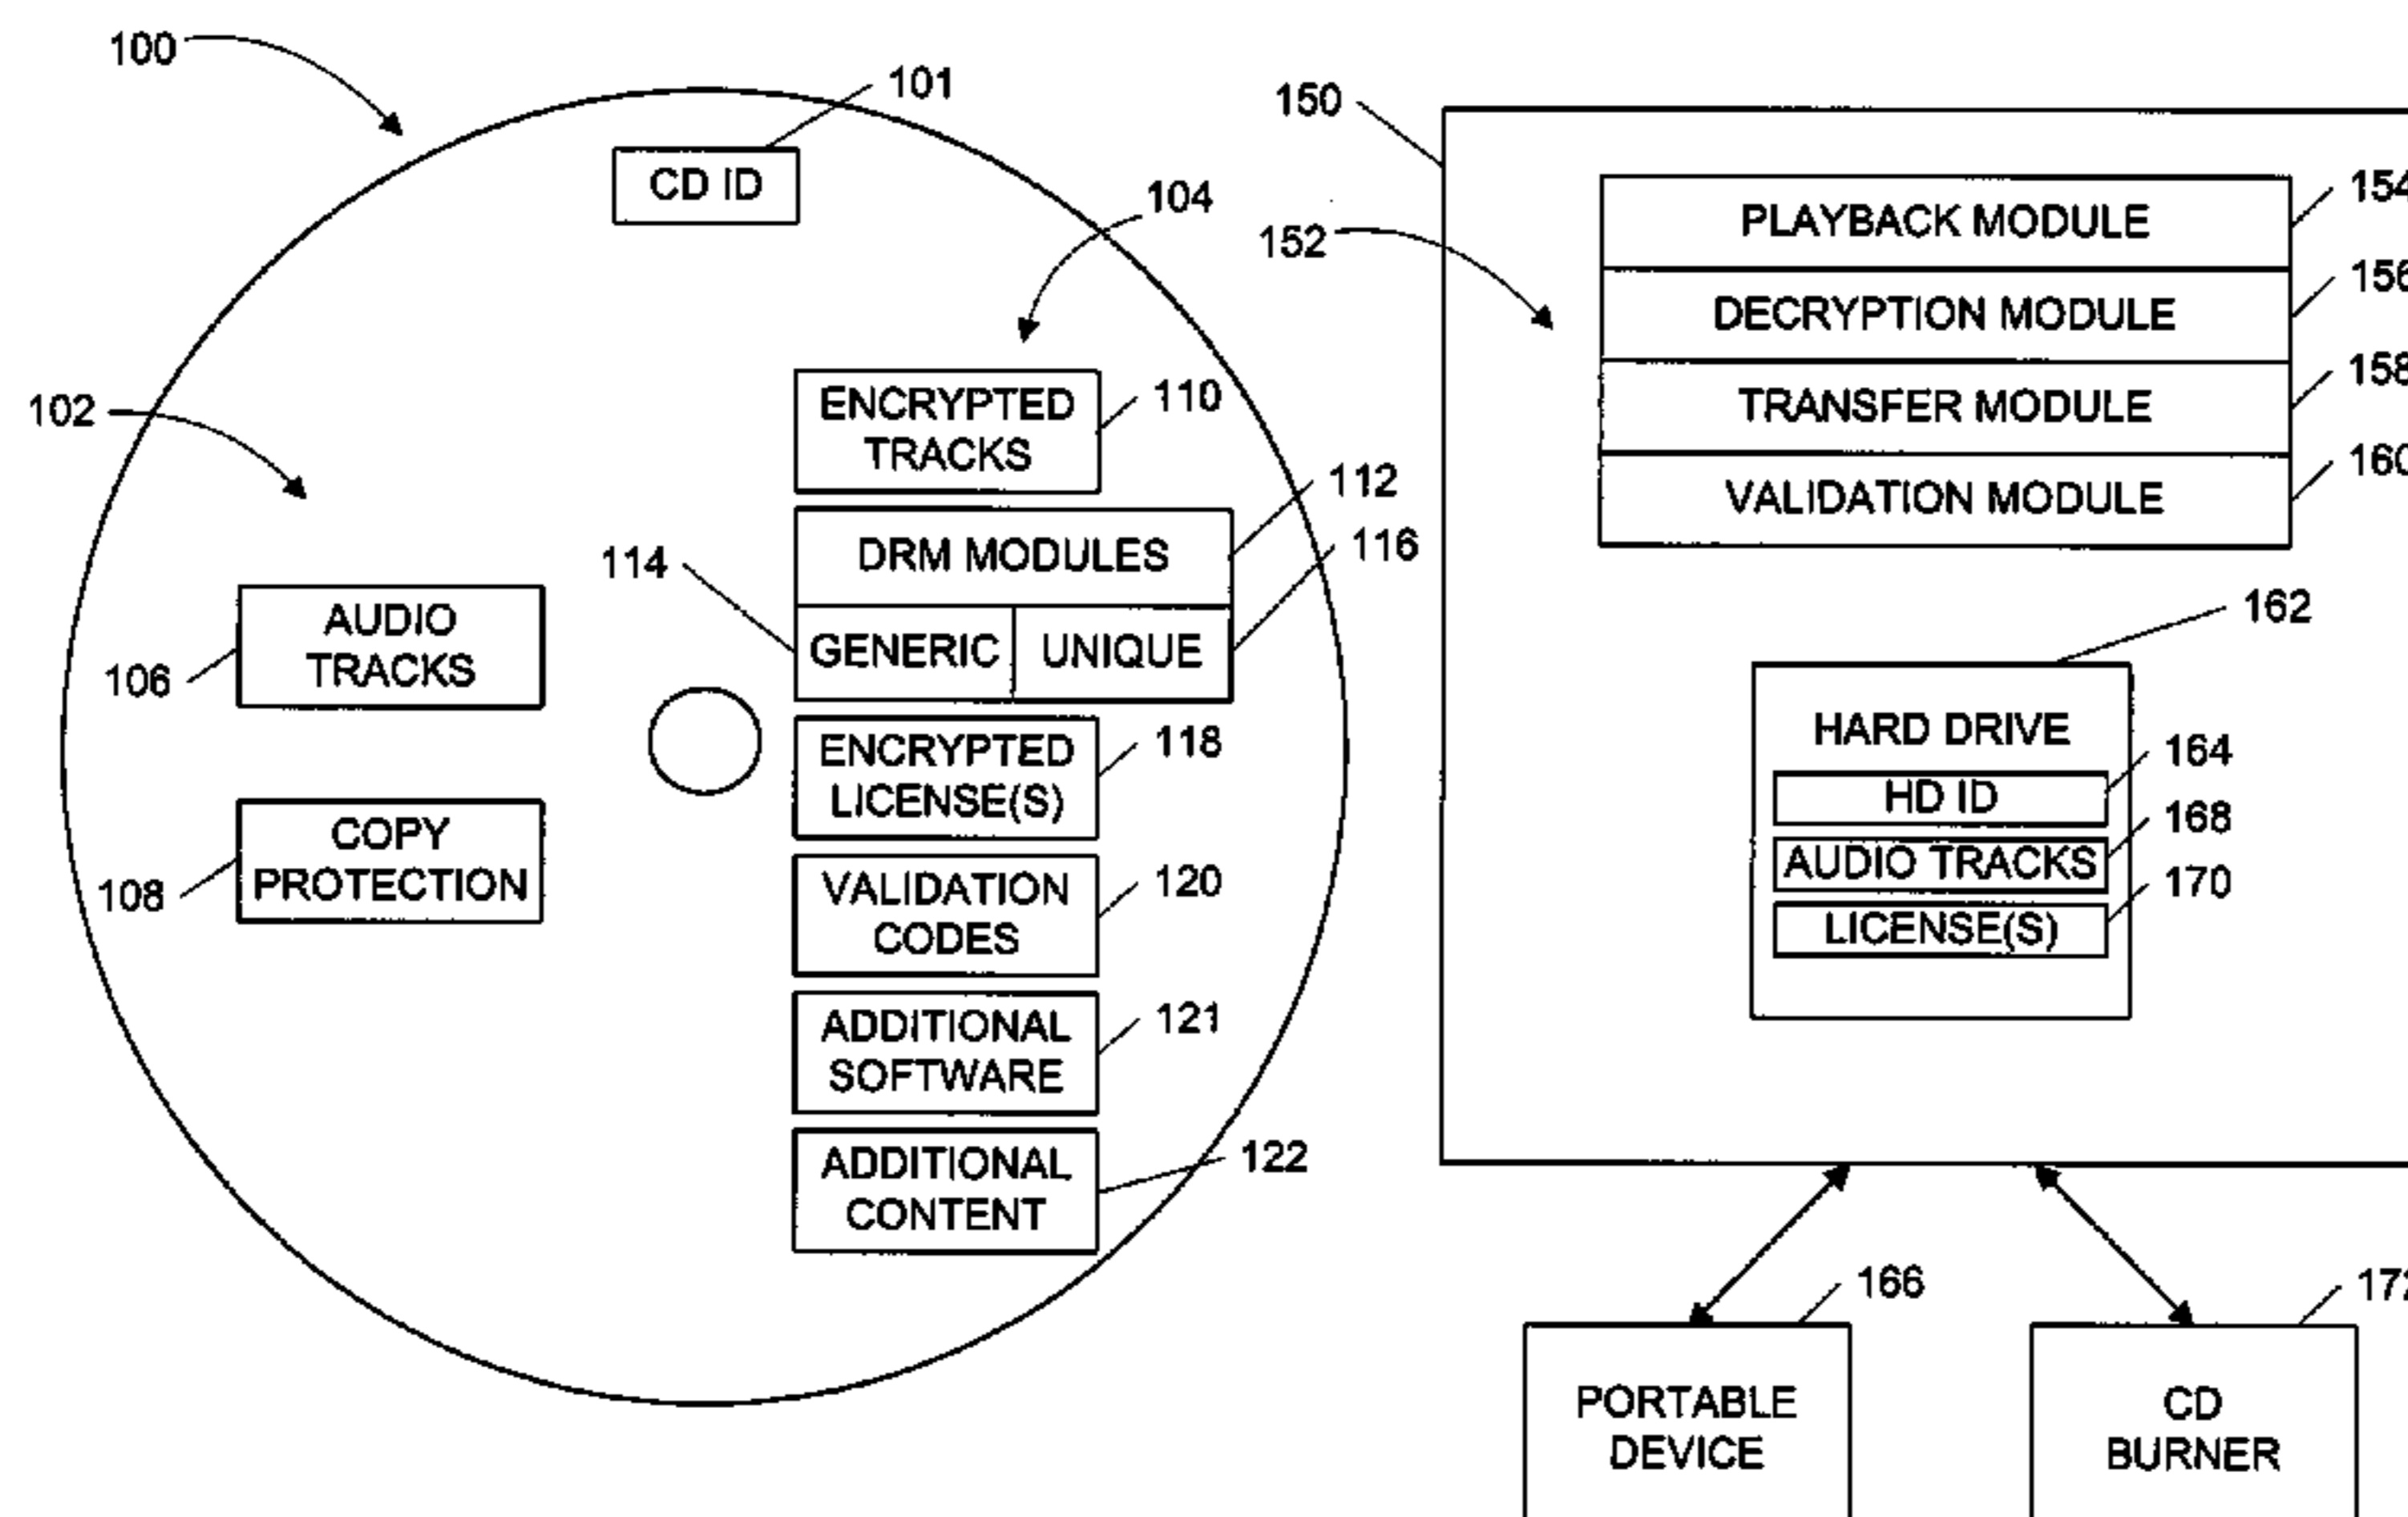 100
101
CD ID
104
102
ENCRYPTED
TRACKS
110
112
DRM MODULES
114
116
GENERIC
UNIQUE
AUDIO
TRACKS
106
ENCRYPTED
LICENSE(S)
118
COPY
PROTECTION
108
VALIDATION
CODES
120
ADDITIONAL
SOFTWARE
121
ADDITIONAL
CONTENT
122
150
152
PLAYBACK MODULE
154
DECRYPTION MODULE
156
TRANSFER MODULE
158
VALIDATION MODULE
160
162
HARD DRIVE
164
HD ID
168
AUDIO TRACKS
170
LICENSE(S)
166
PORTABLE
DEVICE
172
CD
BURNER